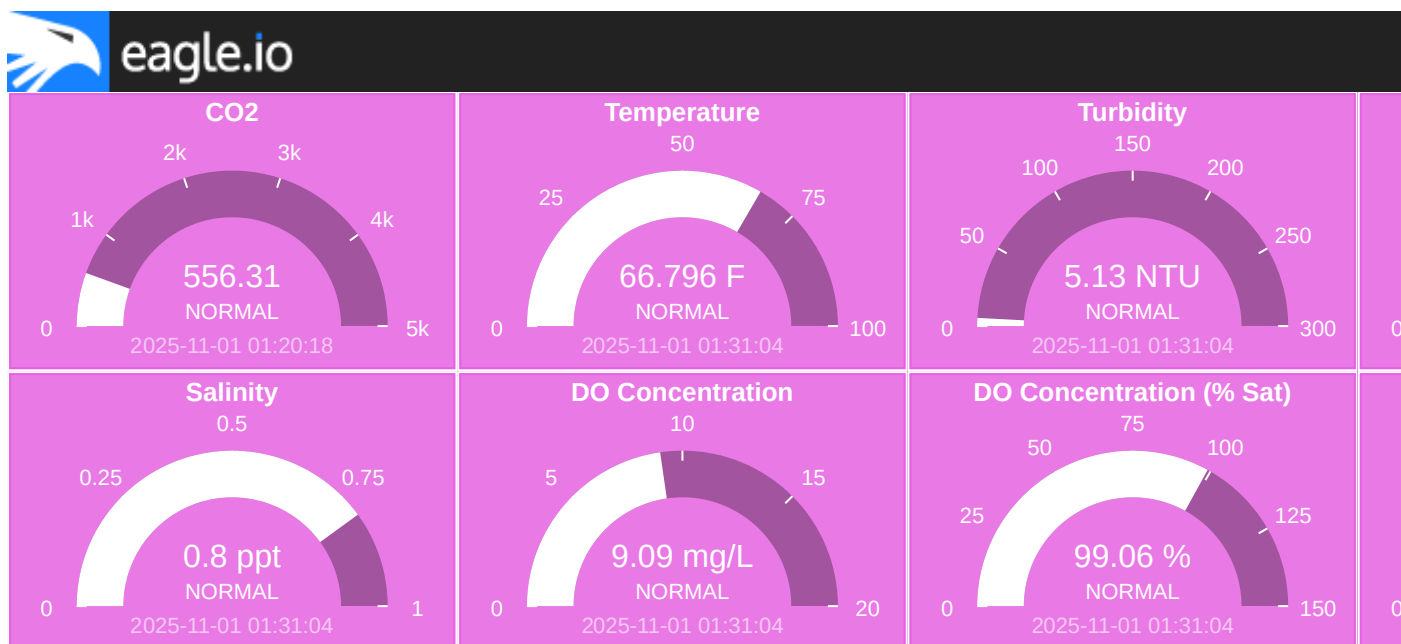 eagle.io
CO2
2k 3k
1k 4k
556.31
NORMAL
0 5k
2025-11-01 01:20:18
Temperature
50
25 75
66.796 F
NORMAL
0 100
2025-11-01 01:31:04
Turbidity
150
100 200
50 250
5.13 NTU
NORMAL
0 300
2025-11-01 01:31:04
0
Salinity
0.5
0.25 0.75
0.8 ppt
NORMAL
0 1
2025-11-01 01:31:04
DO Concentration
10
5 15
9.09 mg/L
NORMAL
0 20
2025-11-01 01:31:04
DO Concentration (% Sat)
75
50 100
25 125
99.06 %
NORMAL
0 150
2025-11-01 01:31:04
0